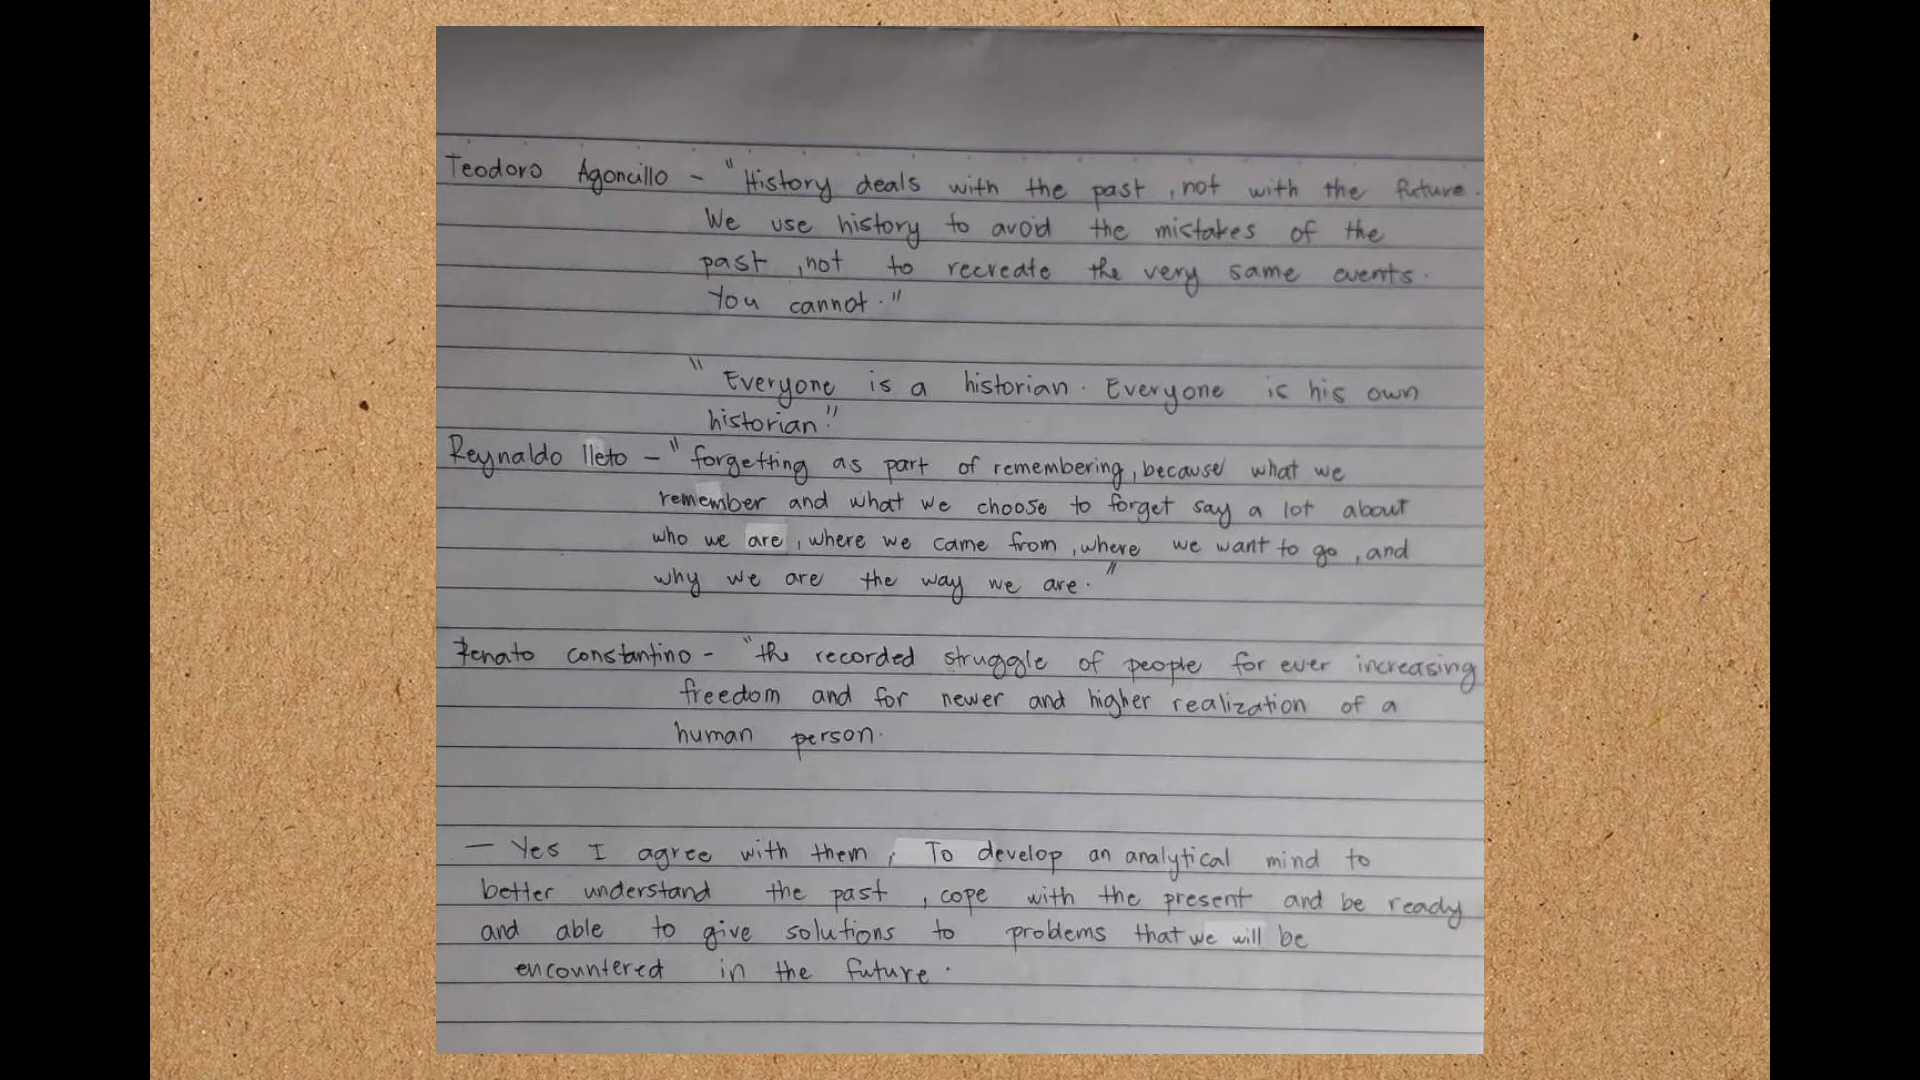 Teodoro Agoncillo - "History deals with the past, not with the future.
We use history to avoid the mistakes of the
past, not to recreate the very same events.
You cannot."
"Everyone is a historian. Everyone is his own
historian."
Reynaldo Ileto - "forgetting as part of remembering, because what we
remember and what we choose to forget say a lot about
who we are, where we came from, where we want to go, and
why we are the way we are."
Renato constantino - "the recorded struggle of people for ever increasing
freedom and for newer and higher realization of a
human person.
- Yes I agree with them, To develop an analytical mind to
better understand the past, cope with the present and be ready
and able to give solutions to problems that we will be
encountered in the future.